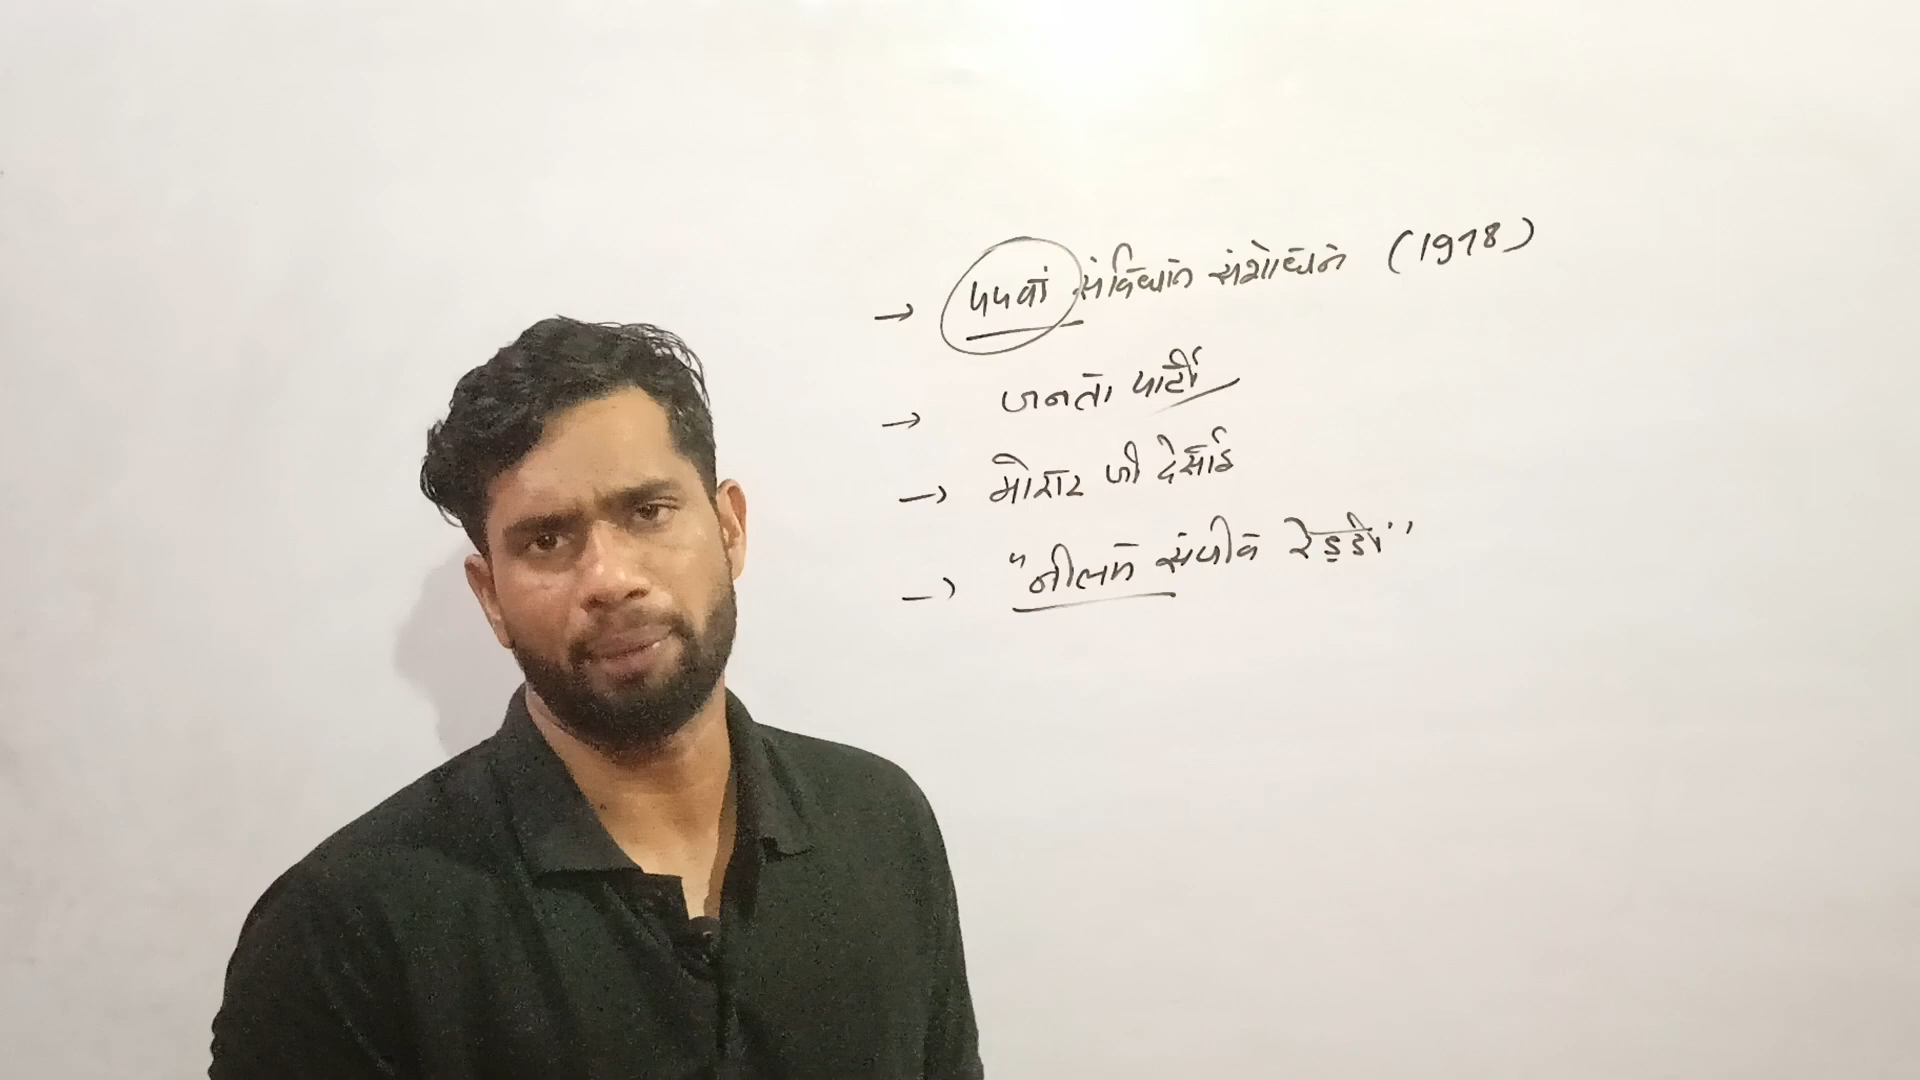 → 44वां संविधान संशोधन (1978)
→ जनता पार्टी
→ मोरार जी देसाई
→ "नीलम संजीव रेड्डी"